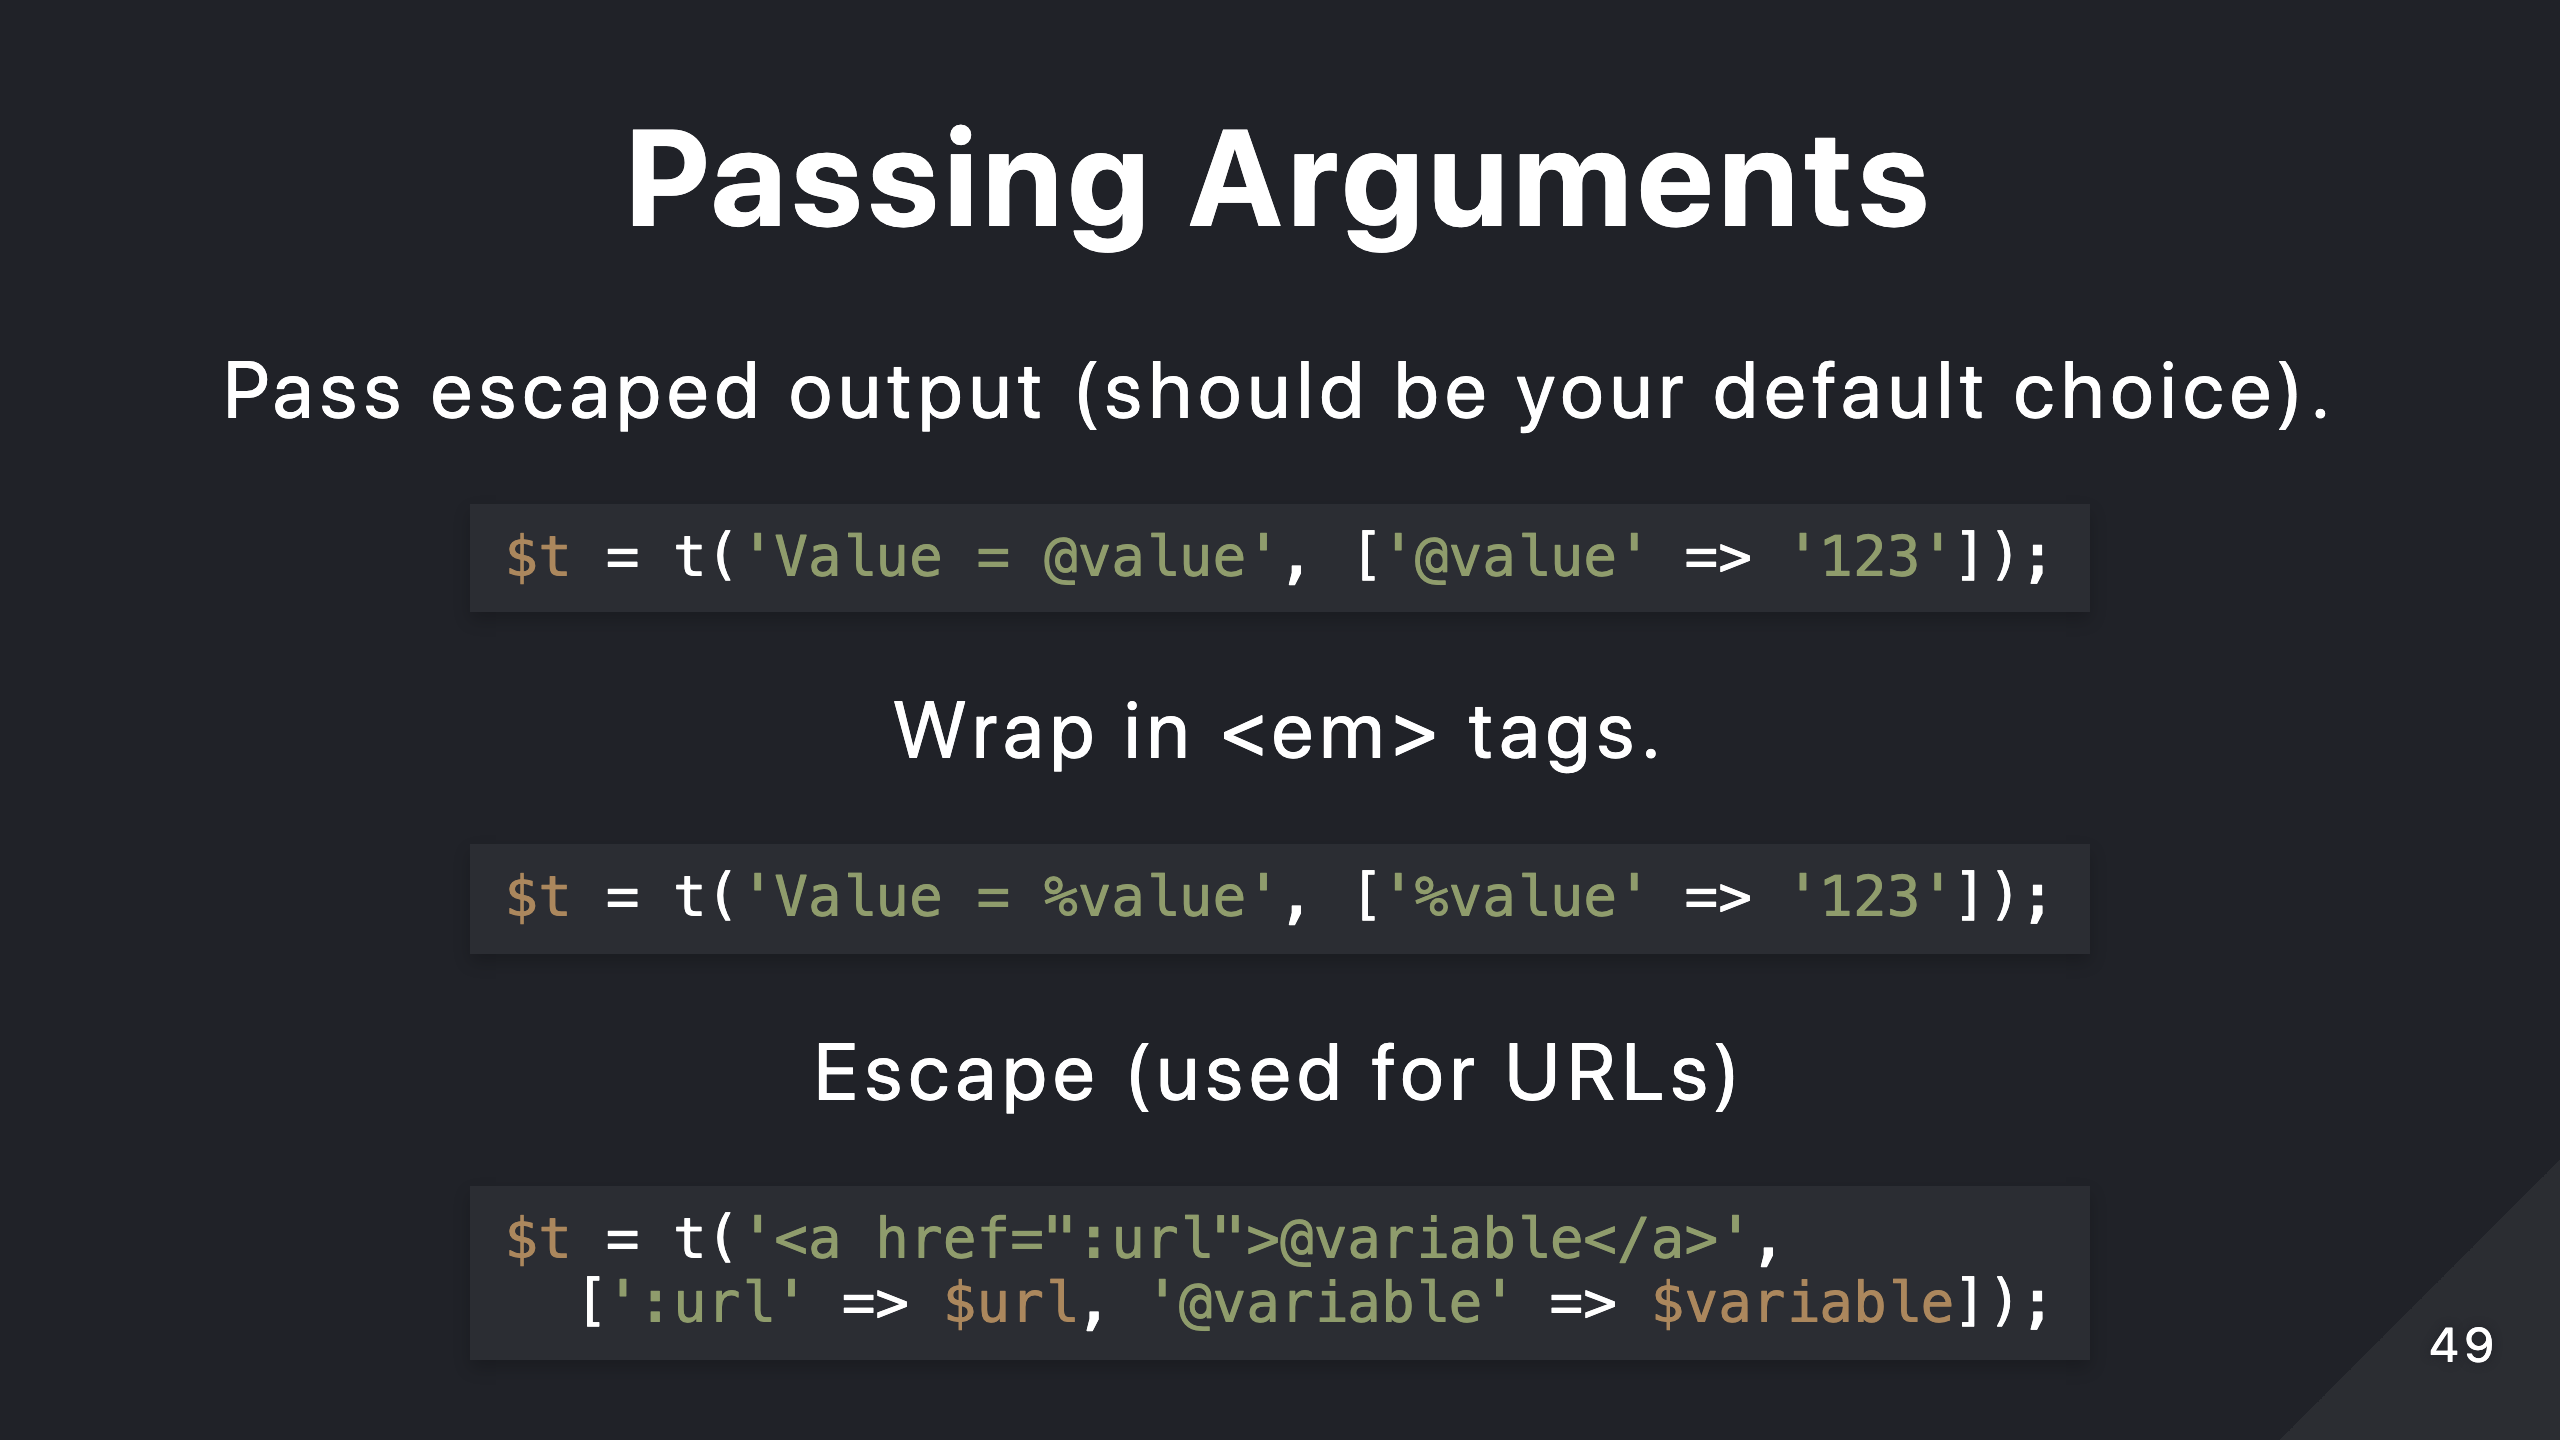 Passing Arguments
Pass escaped output (should be your default choice).
$t = t('Value = @value', ['@value' => '123']);
Wrap in <em> tags.
$t = t('Value = %value', ['%value' => '123']);
Escape (used for URLs)
$t = t('<a href=":url">@variable</a>',
  [':url' => $url, '@variable' => $variable]);
49